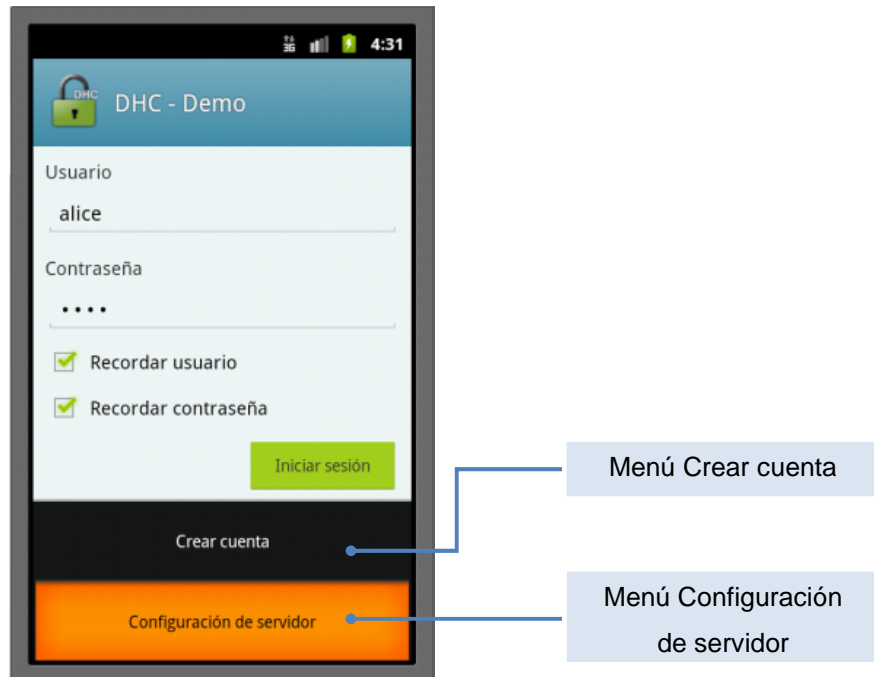 3G 4:31
DHC DHC - Demo
Usuario
alice
Contraseña
••••
Recordar usuario
Recordar contraseña
Iniciar sesión
Menú Crear cuenta
Crear cuenta
Menú Configuración
de servidor
Configuración de servidor